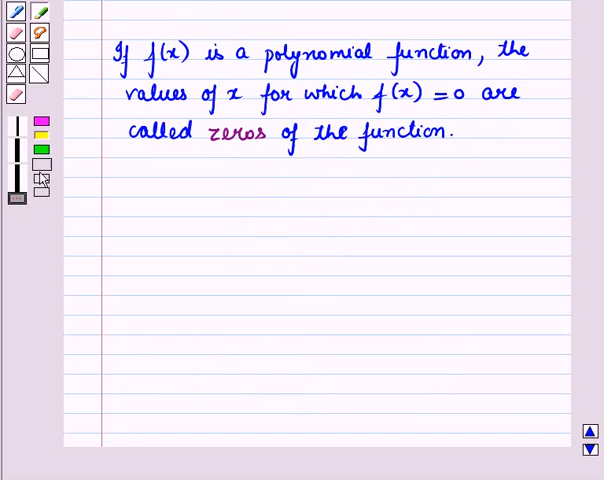 If f(x) is a polynomial function, the
values of x for which f(x) = 0 are
called zeros of the function.